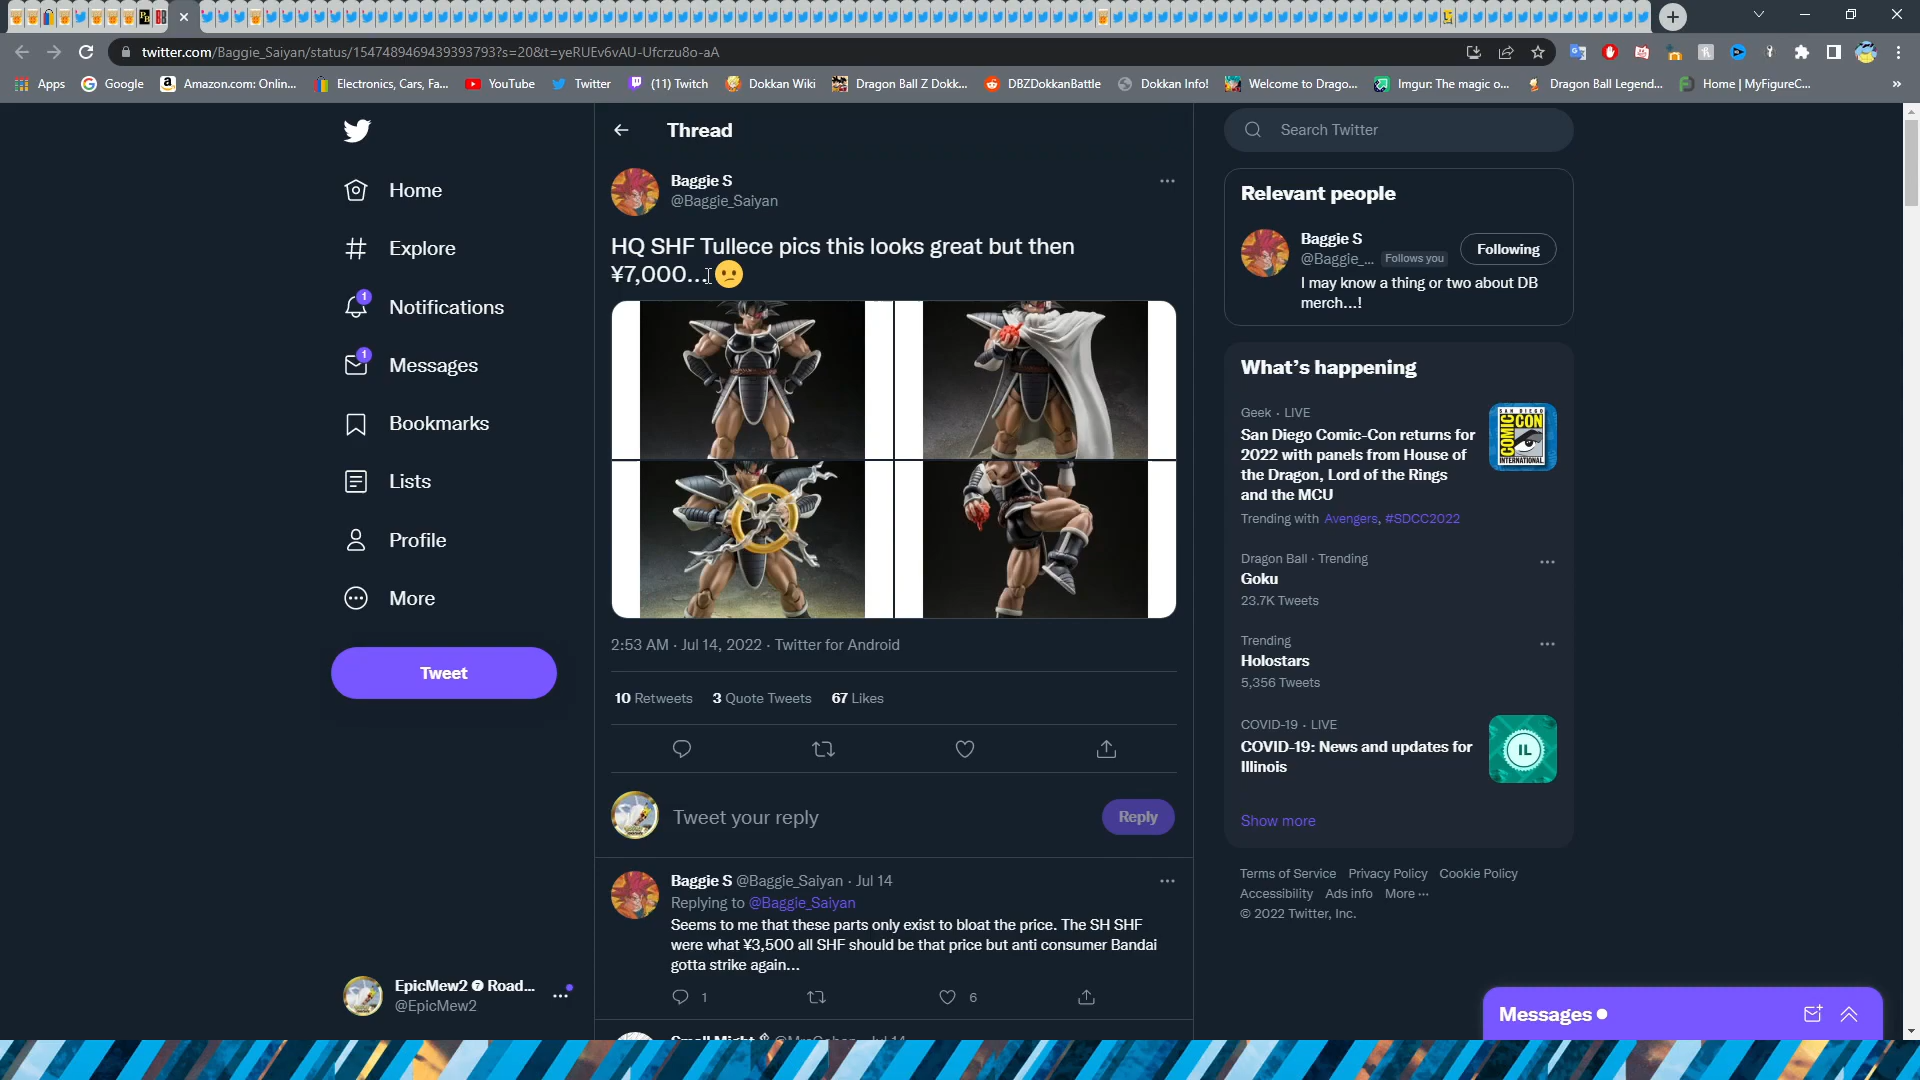 twitter.com/Baggie_Saiyan/status/1547489469439393793?s=20&t=yeRUEv6vAU-Ufcrzu8o-aA
Apps Google Amazon.com: Onlin... Electronics, Cars, Fa... YouTube Twitter (11) Twitch Dokkan Wiki Dragon Ball Z Dokk... DBZDokkanBattle Dokkan Info! Welcome to Drago... Imgur: The magic o... Dragon Ball Legend... Home | MyFigureC... »
Home
Explore
1
Notifications
1
Messages
Bookmarks
Lists
Profile
More
Tweet
EpicMew2 Road...
@EpicMew2
Thread
Baggie S
@Baggie_Saiyan
HQ SHF Tullece pics this looks great but then
¥7,000...
2:53 AM · Jul 14, 2022 · Twitter for Android
10 Retweets 3 Quote Tweets 67 Likes
Tweet your reply
Reply
Baggie S @Baggie_Saiyan · Jul 14
Replying to @Baggie_Saiyan
Seems to me that these parts only exist to bloat the price. The SH SHF
were what ¥3,500 all SHF should be that price but anti consumer Bandai
gotta strike again...
1 6
Search Twitter
Relevant people
Baggie S
@Baggie_... Follows you
Following
I may know a thing or two about DB
merch...!
What's happening
Geek · LIVE
San Diego Comic-Con returns for
2022 with panels from House of
the Dragon, Lord of the Rings
and the MCU
Trending with Avengers, #SDCC2022
SAN DIEGO
COMIC CON
INTERNATIONAL
Dragon Ball · Trending
Goku
23.7K Tweets
Trending
Holostars
5,356 Tweets
COVID-19 · LIVE
COVID-19: News and updates for
Illinois
IL
Show more
Terms of Service Privacy Policy Cookie Policy
Accessibility Ads info More ···
© 2022 Twitter, Inc.
Messages